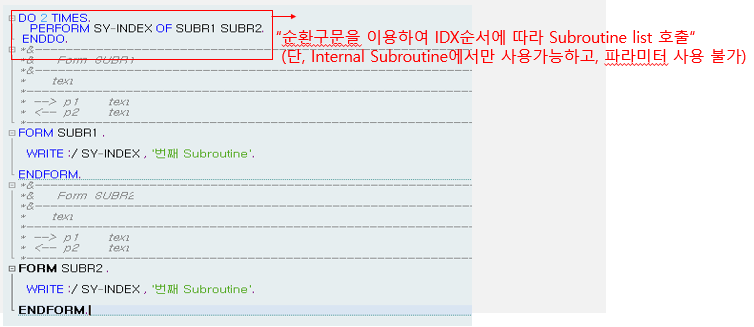 DO 2 TIMES.
PERFORM SY-INDEX OF SUBR1 SUBR2.
ENDDO.
"순환구문을 이용하여 IDX순서에 따라 Subroutine list 호출"
(단, Internal Subroutine에서만 사용가능하고, 파라미터 사용 불가)
*&---------------------------------------------------------------------
*& Form SUBR1
*&---------------------------------------------------------------------
* text
*----------------------------------------------------------------------
* --> p1 text
* <-- p2 text
*----------------------------------------------------------------------
FORM SUBR1 .
WRITE :/ SY-INDEX , '번째 Subroutine'.
ENDFORM.
*&---------------------------------------------------------------------
*& Form SUBR2
*&---------------------------------------------------------------------
* text
*----------------------------------------------------------------------
* --> p1 text
* <-- p2 text
*----------------------------------------------------------------------
FORM SUBR2 .
WRITE :/ SY-INDEX , '번째 Subroutine'.
ENDFORM.